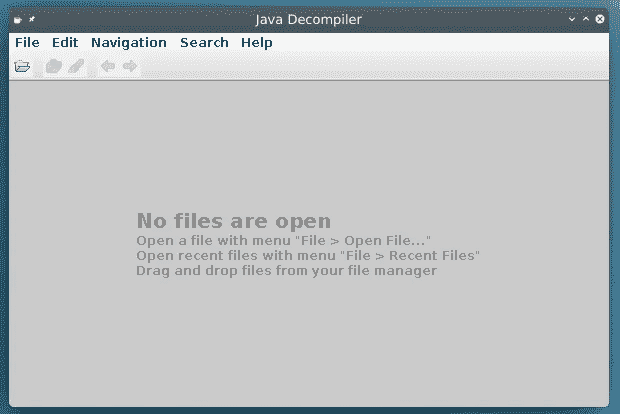 Java Decompiler
File Edit Navigation Search Help
No files are open
Open a file with menu "File > Open File..."
Open recent files with menu "File > Recent Files"
Drag and drop files from your file manager